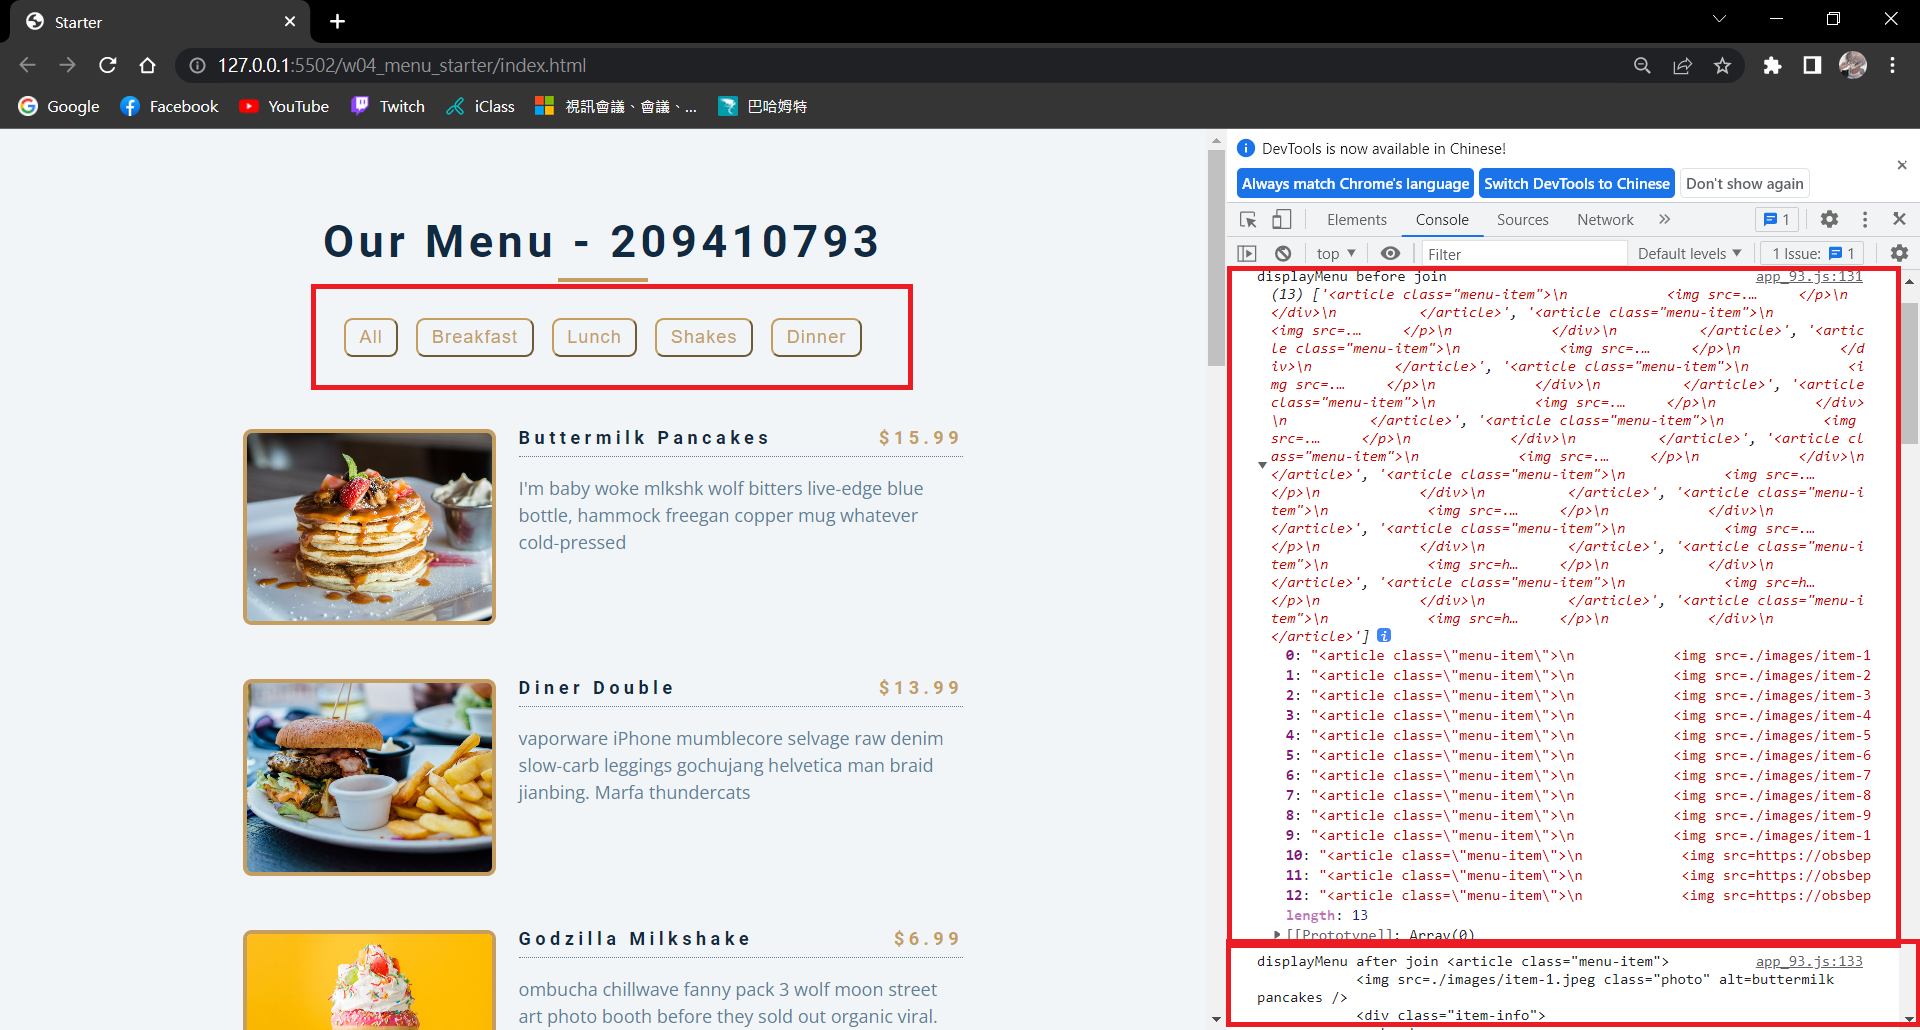 Starter
127.0.0.1:5502/w04_menu_starter/index.html
Google Facebook YouTube Twitch iClass 視訊會議、會議、... 巴哈姆特
Our Menu - 209410793
All Breakfast Lunch Shakes Dinner
Buttermilk Pancakes $15.99
I'm baby woke mlkshk wolf bitters live-edge blue
bottle, hammock freegan copper mug whatever
cold-pressed
Diner Double $13.99
vaporware iPhone mumblecore selvage raw denim
slow-carb leggings gochujang helvetica man braid
jianbing. Marfa thundercats
Godzilla Milkshake $6.99
ombucha chillwave fanny pack 3 wolf moon street
art photo booth before they sold out organic viral.
DevTools is now available in Chinese!
Always match Chrome's language Switch DevTools to Chinese Don't show again
Elements Console Sources Network 1
top Filter Default levels 1 Issue: 1
displayMenu before join app_93.js:131
(13) ['<article class="menu-item">\n <img src=.… </p>\n
</div>\n </article>', '<article class="menu-item">\n
<img src=.… </p>\n </div>\n </article>', '<artic
le class="menu-item">\n <img src=.… </p>\n </d
iv>\n </article>', '<article class="menu-item">\n <i
mg src=.… </p>\n </div>\n </article>', '<article
class="menu-item">\n <img src=.… </p>\n </div>
\n </article>', '<article class="menu-item">\n <img
src=.… </p>\n </div>\n </article>', '<article cl
ass="menu-item">\n <img src=.… </p>\n </div>\n
</article>', '<article class="menu-item">\n <img src=.…
</p>\n </div>\n </article>', '<article class="menu-i
tem">\n <img src=.… </p>\n </div>\n
</article>', '<article class="menu-item">\n <img src=.…
</p>\n </div>\n </article>', '<article class="menu-i
tem">\n <img src=h… </p>\n </div>\n
</article>', '<article class="menu-item">\n <img src=h…
</p>\n </div>\n </article>', '<article class="menu-i
tem">\n <img src=h… </p>\n </div>\n
</article>']
0: "<article class=\"menu-item\">\n <img src=./images/item-1
1: "<article class=\"menu-item\">\n <img src=./images/item-2
2: "<article class=\"menu-item\">\n <img src=./images/item-3
3: "<article class=\"menu-item\">\n <img src=./images/item-4
4: "<article class=\"menu-item\">\n <img src=./images/item-5
5: "<article class=\"menu-item\">\n <img src=./images/item-6
6: "<article class=\"menu-item\">\n <img src=./images/item-7
7: "<article class=\"menu-item\">\n <img src=./images/item-8
8: "<article class=\"menu-item\">\n <img src=./images/item-9
9: "<article class=\"menu-item\">\n <img src=./images/item-1
10: "<article class=\"menu-item\">\n <img src=https://obsbep
11: "<article class=\"menu-item\">\n <img src=https://obsbep
12: "<article class=\"menu-item\">\n <img src=https://obsbep
length: 13
[[Prototype]]: Array(0)
displayMenu after join <article class="menu-item"> app_93.js:133
<img src=./images/item-1.jpeg class="photo" alt=buttermilk
pancakes />
<div class="item-info">